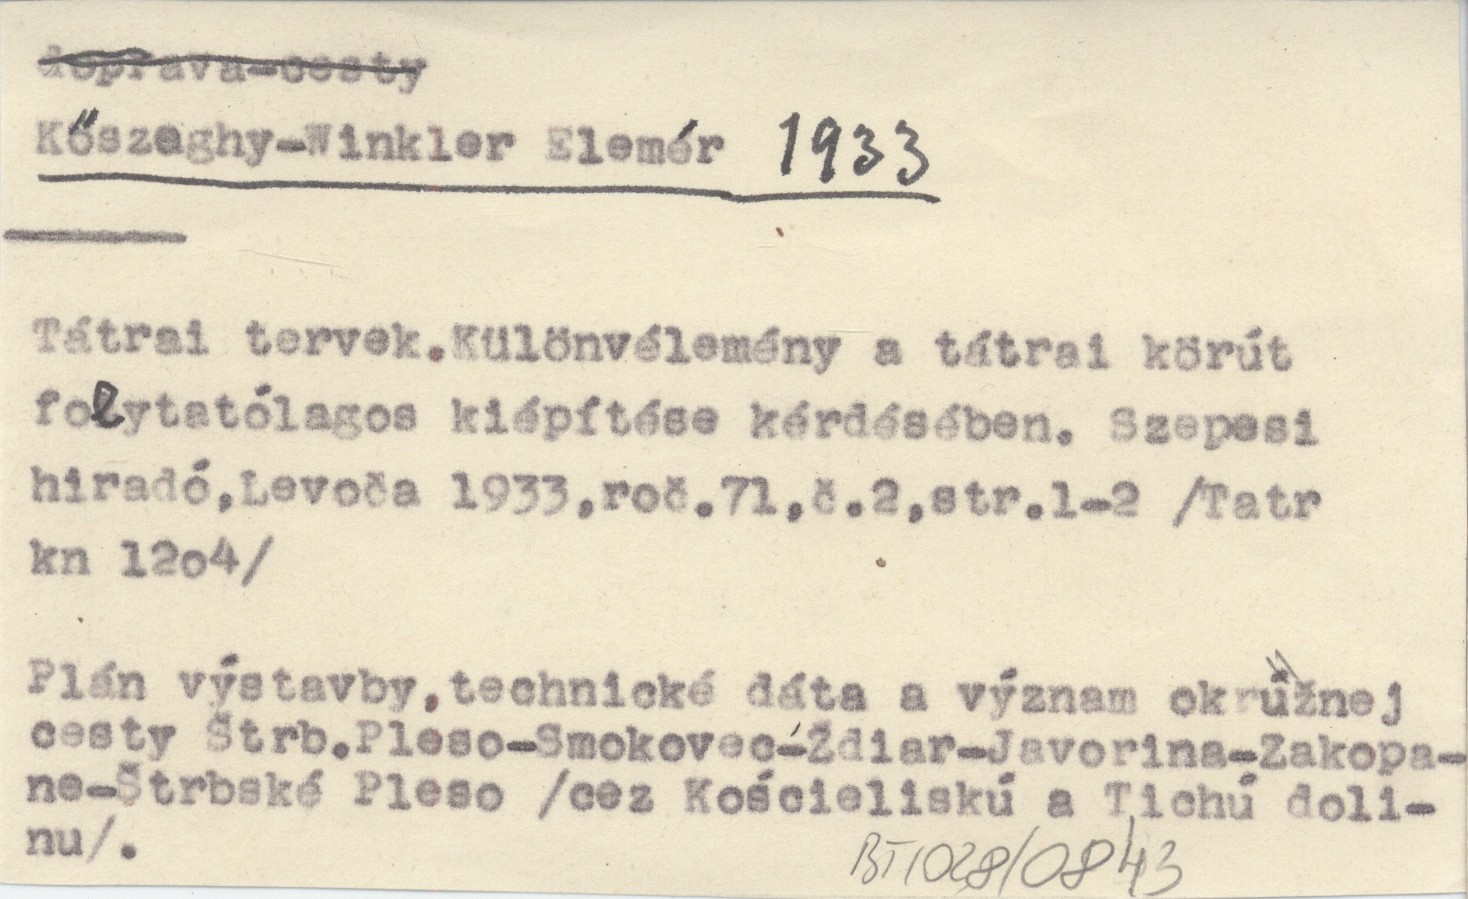 doprava-cesty
Kőszeghy-Winkler Elemér 1933
Tátrai tervek.Különvélemény a tátrai körút
folytatólagos kiépítése kérdésében. Szepesi
hiradó,Levoča 1933,roč.71,č.2,str.1-2 /Tatr
kn 12o4/
Plán výstavby,technické dáta a význam okružnej
cesty Štrb.Pleso-Smokovec-Ždiar-Javorina-Zakopa-
ne-Štrbské Pleso /cez Kościeliskú a Tichú doli-
nu/.
BT1028/08 43